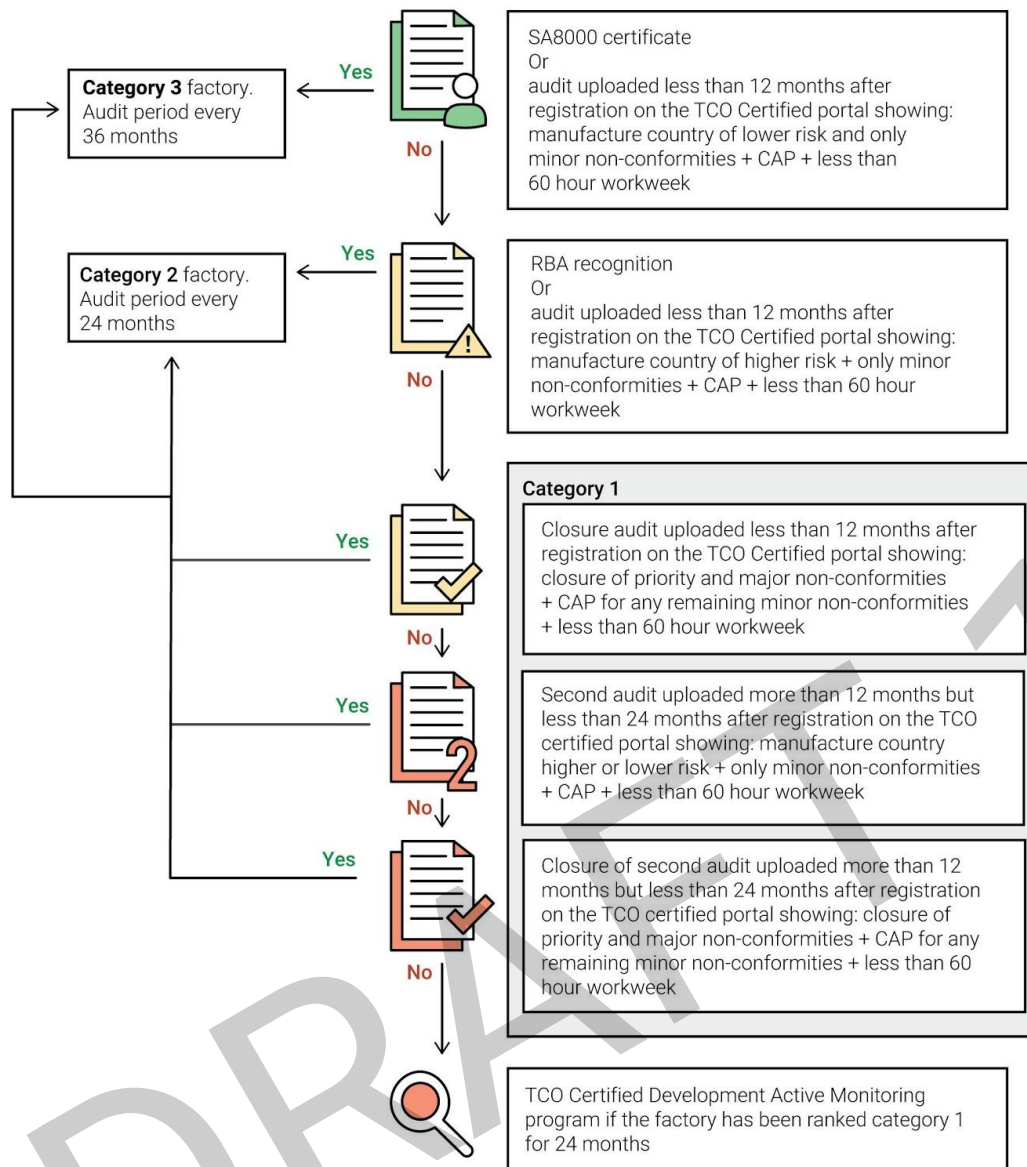 SA8000 certificate
Or
audit uploaded less than 12 months after
registration on the TCO Certified portal showing:
manufacture country of lower risk and only
minor non-conformities + CAP + less than
60 hour workweek
Yes
Category 3 factory.
Audit period every
36 months
No
RBA recognition
Or
audit uploaded less than 12 months after
registration on the TCO Certified portal showing:
manufacture country of higher risk + only minor
non-conformities + CAP + less than 60 hour
workweek
Yes
Category 2 factory.
Audit period every
24 months
!
No
Category 1
Closure audit uploaded less than 12 months after
registration on the TCO Certified portal showing:
closure of priority and major non-conformities
+ CAP for any remaining minor non-conformities
+ less than 60 hour workweek
Yes
No
Second audit uploaded more than 12 months but
less than 24 months after registration on the TCO
certified portal showing: manufacture country
higher or lower risk + only minor non-conformities
+ CAP + less than 60 hour workweek
Yes
2
No
Closure of second audit uploaded more than 12
months but less than 24 months after registration
on the TCO certified portal showing: closure of
priority and major non-conformities + CAP for any
remaining minor non-conformities + less than 60
hour workweek
Yes
No
TCO Certified Development Active Monitoring
program if the factory has been ranked category 1
for 24 months
DRAFT